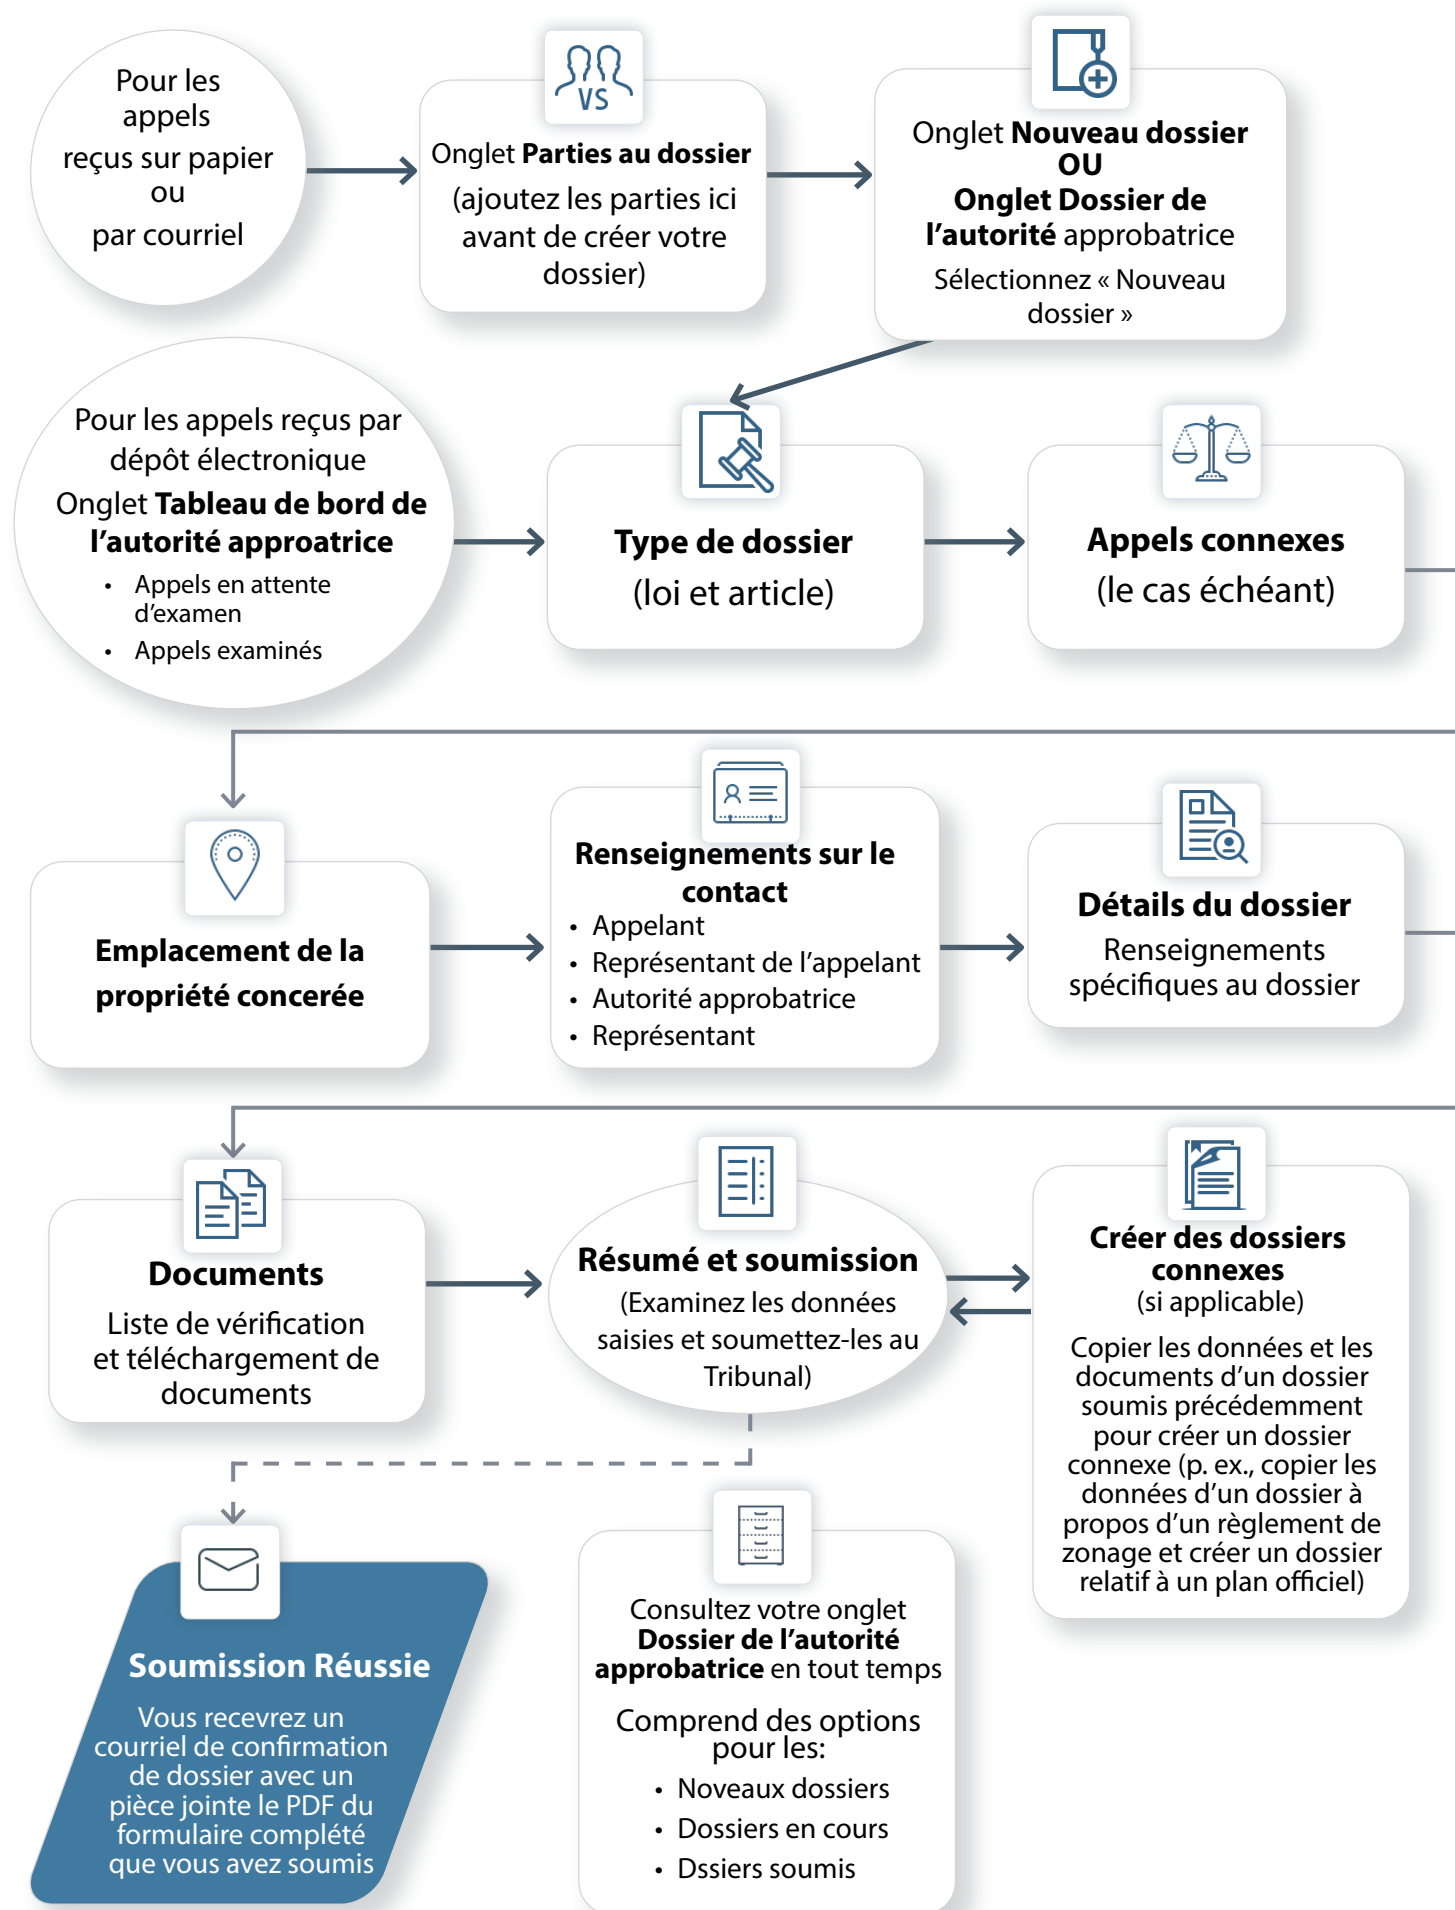 Pour les
appels
reçus sur papier
ou
par courriel
VS
Onglet Parties au dossier
(ajoutez les parties ici
avant de créer votre
dossier)
Onglet Nouveau dossier
OU
Onglet Dossier de
l'autorité approbatrice
Sélectionnez « Nouveau
dossier »
Pour les appels reçus par
dépôt électronique
Onglet Tableau de bord de
l'autorité approatrice
• Appels en attente
d'examen
• Appels examinés
Type de dossier
(loi et article)
Appels connexes
(le cas échéant)
Emplacement de la
propriété concerée
Renseignements sur le
contact
• Appelant
• Représentant de l'appelant
• Autorité approbatrice
• Représentant
Détails du dossier
Renseignements
spécifiques au dossier
Documents
Liste de vérification
et téléchargement de
documents
Résumé et soumission
(Examinez les données
saisies et soumettez-les au
Tribunal)
Créer des dossiers
connexes
(si applicable)
Copier les données et les
documents d'un dossier
soumis précédemment
pour créer un dossier
connexe (p. ex., copier les
données d'un dossier à
propos d'un règlement de
zonage et créer un dossier
relatif à un plan officiel)
Soumission Réussie
Vous recevrez un
courriel de confirmation
de dossier avec un
pièce jointe le PDF du
formulaire complété
que vous avez soumis
Consultez votre onglet
Dossier de l'autorité
approbatrice en tout temps
Comprend des options
pour les:
• Noveaux dossiers
• Dossiers en cours
• Dssiers soumis